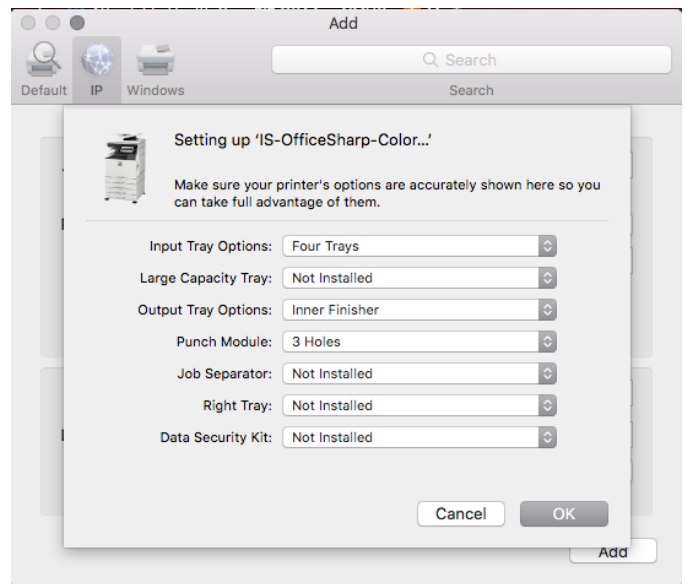 Add
Search
Default IP Windows Search
Setting up 'IS-OfficeSharp-Color...'
Make sure your printer's options are accurately shown here so you
can take full advantage of them.
Input Tray Options: Four Trays
Large Capacity Tray: Not Installed
Output Tray Options: Inner Finisher
Punch Module: 3 Holes
Job Separator: Not Installed
Right Tray: Not Installed
Data Security Kit: Not Installed
Cancel OK
Add